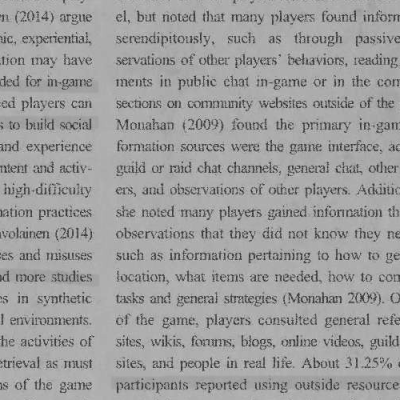 n (2014) argue
ic, experiential,
tion may have
ded for in-game
ed players can
s to build social
and experience
ntent and activ-
high-difficulty
nation practices
volainen (2014)
es and misuses
nd more studies
es in synthetic
l environments.
he activities of
etrieval as must
ns of the game
el, but noted that many players found inform
serendipitously, such as through passive
servations of other players' behaviors, reading
ments in public chat in-game or in the com
sections on community websites outside of the
Monahan (2009) found the primary in-gam
formation sources were the game interface, ad
guild or raid chat channels, general chat, other
ers, and observations of other players. Additio
she noted many players gained information th
observations that they did not know they ne
such as information pertaining to how to ge
location, what items are needed, how to com
tasks and general strategies (Monahan 2009). O
of the game, players consulted general refe
sites, wikis, forums, blogs, online videos, guild
sites, and people in real life. About 31.25%
participants reported using outside resource